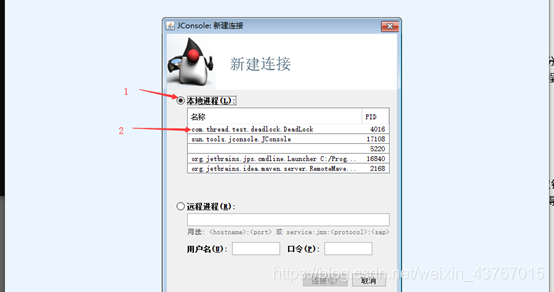 JConsole: 新建连接
新建连接
1
本地进程(L):
名称 PID
2
com.thread.test.deadlock.DeadLock 4016
sun.tools.jconsole.JConsole 17108
5220
org.jetbrains.jps.cmdline.Launcher C:/Prog... 16840
org.jetbrains.idea.maven.server.RemoteMave... 2168
远程进程(R):
用法: <hostname>:<port> 或 service:jmx:<protocol>:<sap>
用户名(U): 口令(P):
连接(C) 取消
https://blog.csdn.net/weixin_43767015